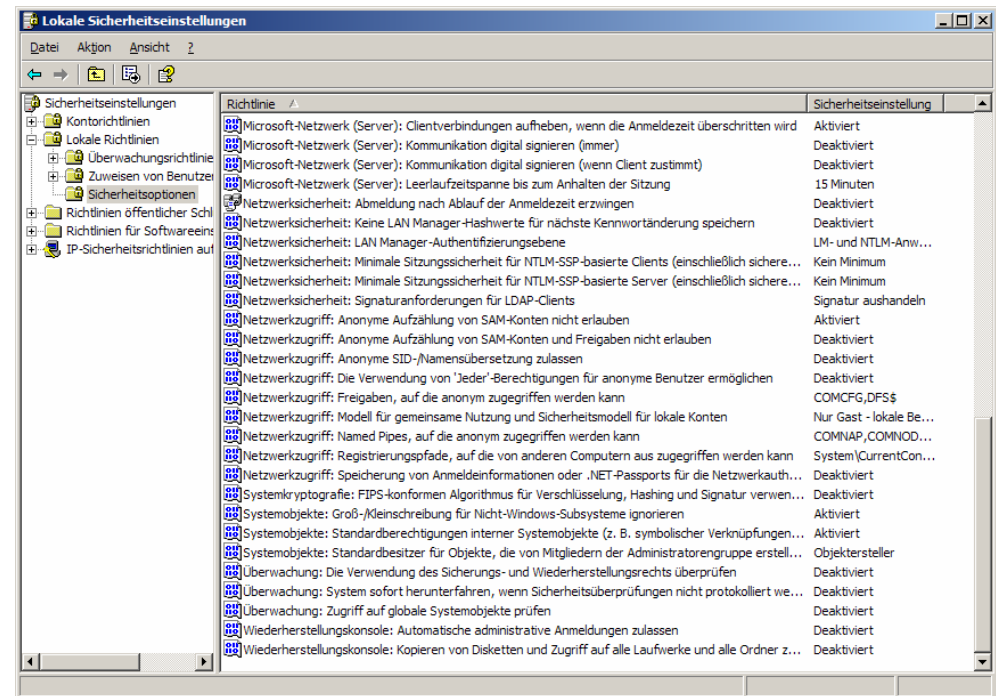 Lokale Sicherheitseinstellungen
Datei Aktion Ansicht ?
Sicherheitseinstellungen
Kontorichtlinien
Lokale Richtlinien
Überwachungsrichtlinie
Zuweisen von Benutzer
Sicherheitsoptionen
Richtlinien öffentlicher Schl
Richtlinien für Softwareeins
IP-Sicherheitsrichtlinien auf
Richtlinie Sicherheitseinstellung
Microsoft-Netzwerk (Server): Clientverbindungen aufheben, wenn die Anmeldezeit überschritten wird Aktiviert
Microsoft-Netzwerk (Server): Kommunikation digital signieren (immer) Deaktiviert
Microsoft-Netzwerk (Server): Kommunikation digital signieren (wenn Client zustimmt) Deaktiviert
Microsoft-Netzwerk (Server): Leerlaufzeitspanne bis zum Anhalten der Sitzung 15 Minuten
Netzwerksicherheit: Abmeldung nach Ablauf der Anmeldezeit erzwingen Deaktiviert
Netzwerksicherheit: Keine LAN Manager-Hashwerte für nächste Kennwortänderung speichern Deaktiviert
Netzwerksicherheit: LAN Manager-Authentifizierungsebene LM- und NTLM-Anw...
Netzwerksicherheit: Minimale Sitzungssicherheit für NTLM-SSP-basierte Clients (einschließlich sichere... Kein Minimum
Netzwerksicherheit: Minimale Sitzungssicherheit für NTLM-SSP-basierte Server (einschließlich sichere... Kein Minimum
Netzwerksicherheit: Signaturanforderungen für LDAP-Clients Signatur aushandeln
Netzwerkzugriff: Anonyme Aufzählung von SAM-Konten nicht erlauben Aktiviert
Netzwerkzugriff: Anonyme Aufzählung von SAM-Konten und Freigaben nicht erlauben Deaktiviert
Netzwerkzugriff: Anonyme SID-/Namensübersetzung zulassen Deaktiviert
Netzwerkzugriff: Die Verwendung von 'Jeder'-Berechtigungen für anonyme Benutzer ermöglichen Deaktiviert
Netzwerkzugriff: Freigaben, auf die anonym zugegriffen werden kann COMCFG,DFS$
Netzwerkzugriff: Modell für gemeinsame Nutzung und Sicherheitsmodell für lokale Konten Nur Gast - lokale Be...
Netzwerkzugriff: Named Pipes, auf die anonym zugegriffen werden kann COMNAP,COMNOD...
Netzwerkzugriff: Registrierungspfade, auf die von anderen Computern aus zugegriffen werden kann System\CurrentCon...
Netzwerkzugriff: Speicherung von Anmeldeinformationen oder .NET-Passports für die Netzwerkauth... Deaktiviert
Systemkryptografie: FIPS-konformen Algorithmus für Verschlüsselung, Hashing und Signatur verwen... Deaktiviert
Systemobjekte: Groß-/Kleinschreibung für Nicht-Windows-Subsysteme ignorieren Aktiviert
Systemobjekte: Standardberechtigungen interner Systemobjekte (z. B. symbolischer Verknüpfungen... Aktiviert
Systemobjekte: Standardbesitzer für Objekte, die von Mitgliedern der Administratorengruppe erstell... Objektersteller
Überwachung: Die Verwendung des Sicherungs- und Wiederherstellungsrechts überprüfen Deaktiviert
Überwachung: System sofort herunterfahren, wenn Sicherheitsüberprüfungen nicht protokolliert we... Deaktiviert
Überwachung: Zugriff auf globale Systemobjekte prüfen Deaktiviert
Wiederherstellungskonsole: Automatische administrative Anmeldungen zulassen Deaktiviert
Wiederherstellungskonsole: Kopieren von Disketten und Zugriff auf alle Laufwerke und alle Ordner z... Deaktiviert